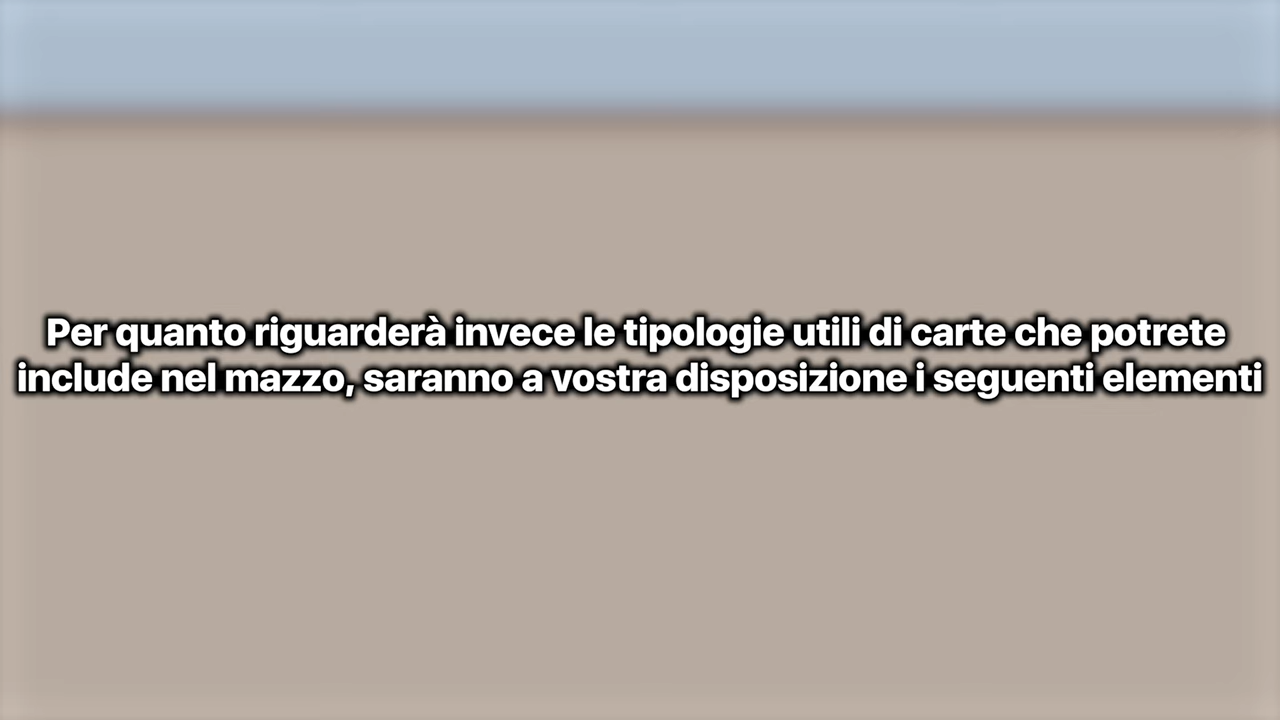 Per quanto riguarderà invece le tipologie utili di carte che potrete
include nel mazzo, saranno a vostra disposizione i seguenti elementi